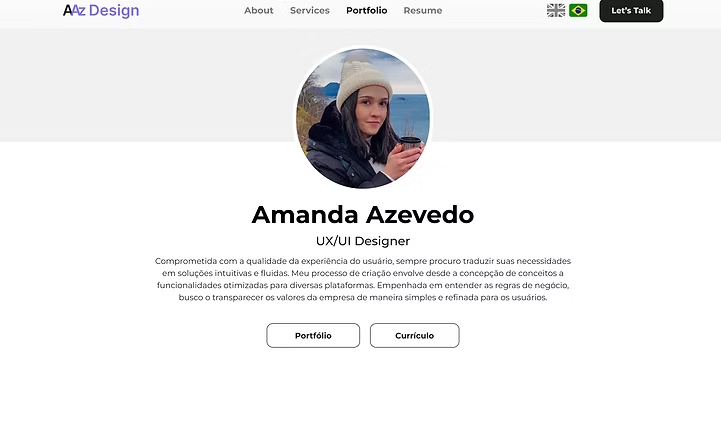 AAz Design
About Services Portfolio Resume
Let's Talk
Amanda Azevedo
UX/UI Designer
Comprometida com a qualidade da experiência do usuário, sempre procuro traduzir suas necessidades
em soluções intuitivas e fluidas. Meu processo de criação envolve desde a concepção de conceitos a
funcionalidades otimizadas para diversas plataformas. Empenhada em entender as regras de negócio,
busco o transparecer os valores da empresa de maneira simples e refinada para os usuários.
Portfólio
Currículo